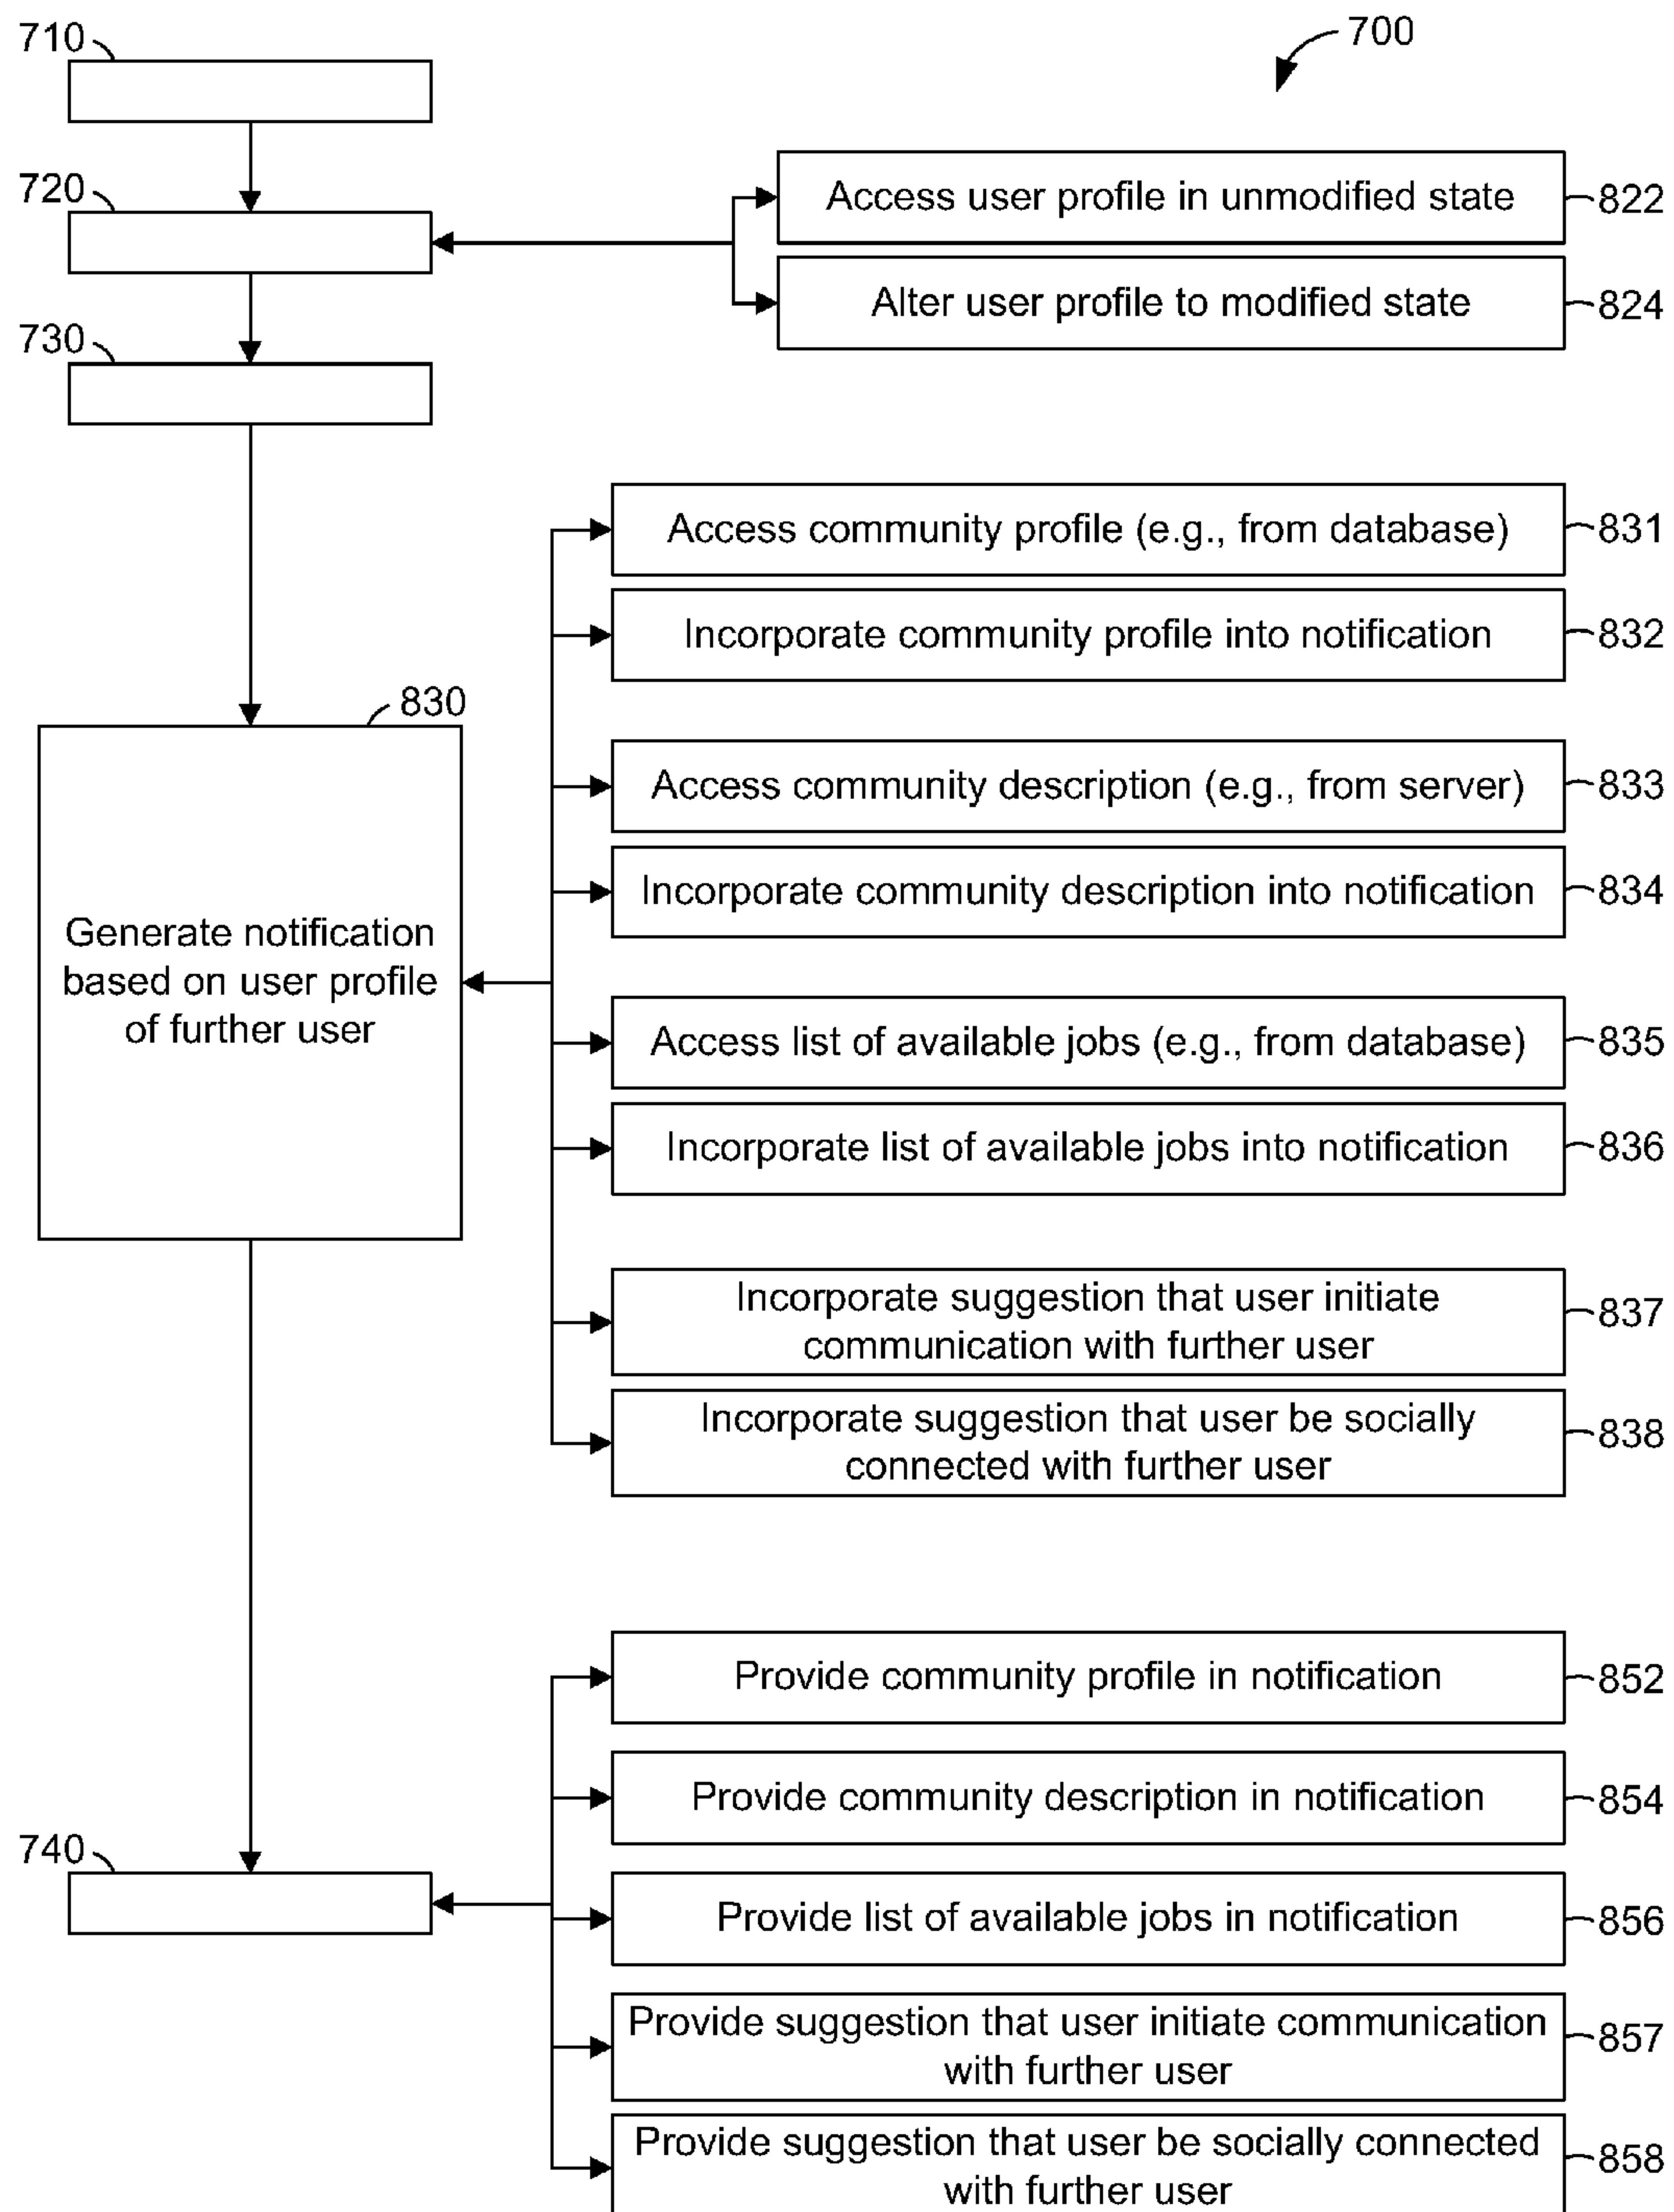 710
700
720
Access user profile in unmodified state
822
Alter user profile to modified state
824
730
Access community profile (e.g., from database)
831
Incorporate community profile into notification
832
830
Generate notification
based on user profile
of further user
Access community description (e.g., from server)
833
Incorporate community description into notification
834
Access list of available jobs (e.g., from database)
835
Incorporate list of available jobs into notification
836
Incorporate suggestion that user initiate
communication with further user
837
Incorporate suggestion that user be socially
connected with further user
838
Provide community profile in notification
852
Provide community description in notification
854
740
Provide list of available jobs in notification
856
Provide suggestion that user initiate communication
with further user
857
Provide suggestion that user be socially connected
with further user
858